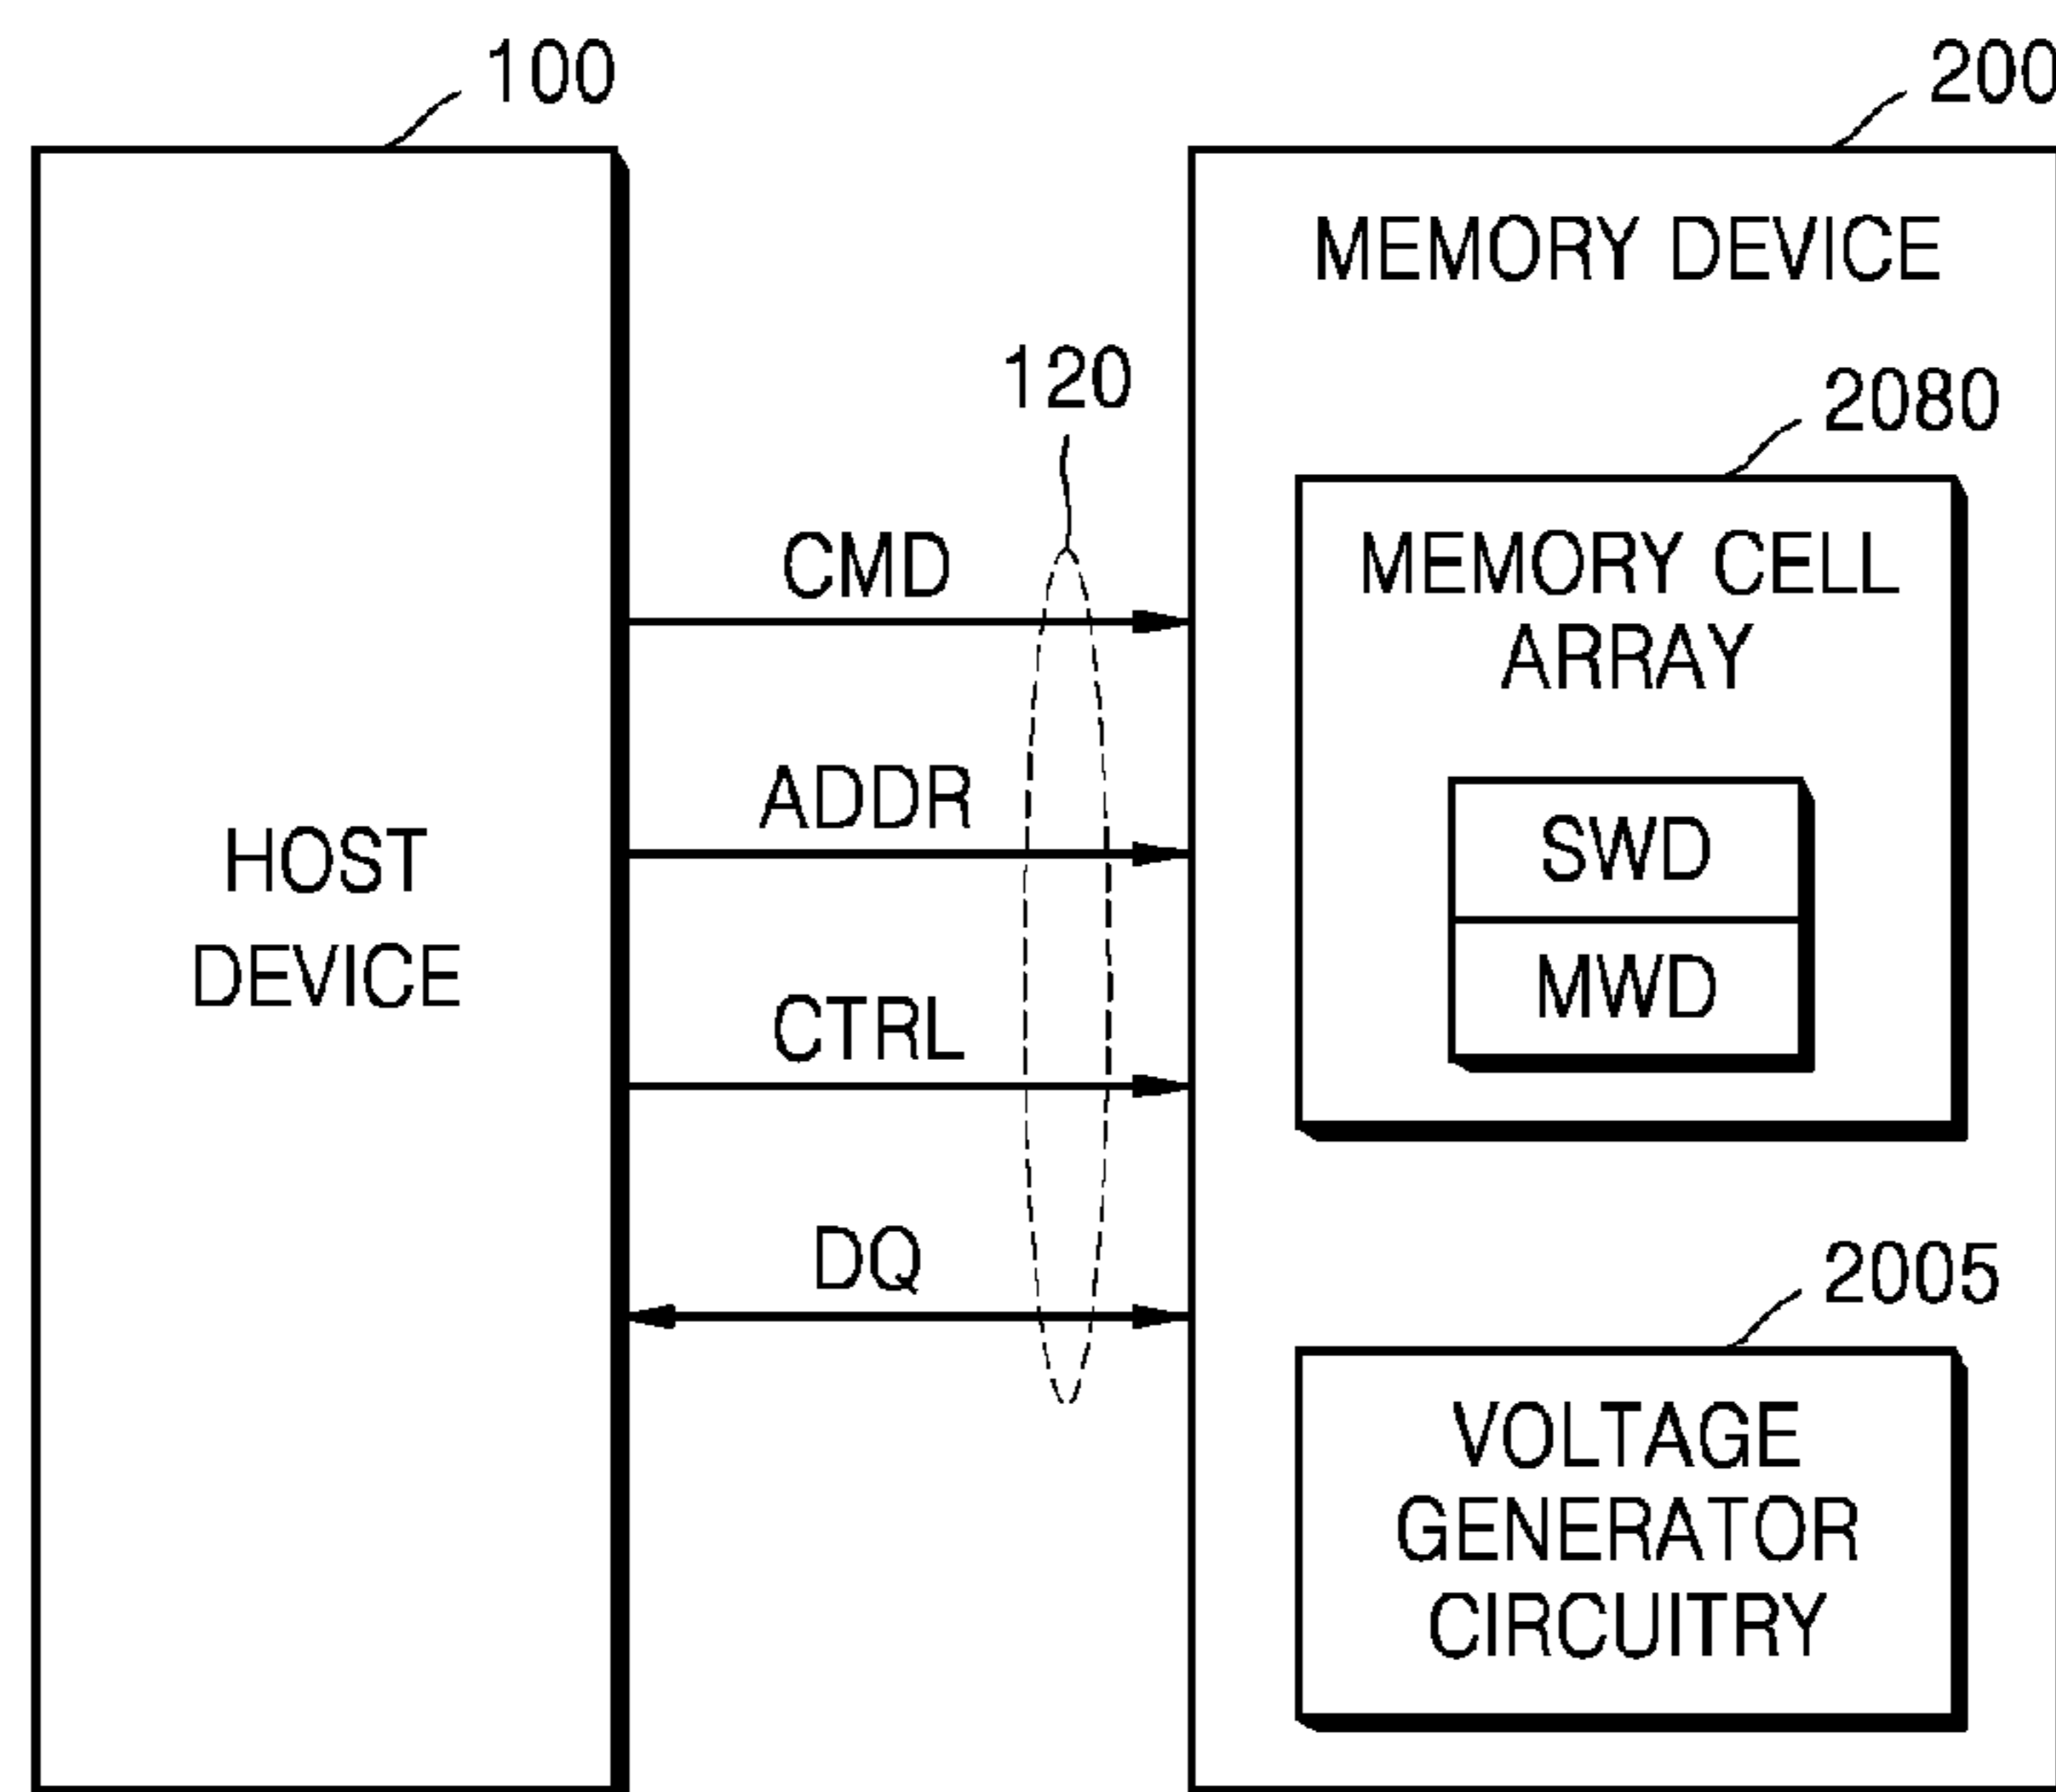 100
200
MEMORY DEVICE
120
2080
CMD
MEMORY CELL
ARRAY
ADDR
HOST
DEVICE
SWD
CTRL
MWD
DQ
2005
VOLTAGE
GENERATOR
CIRCUITRY